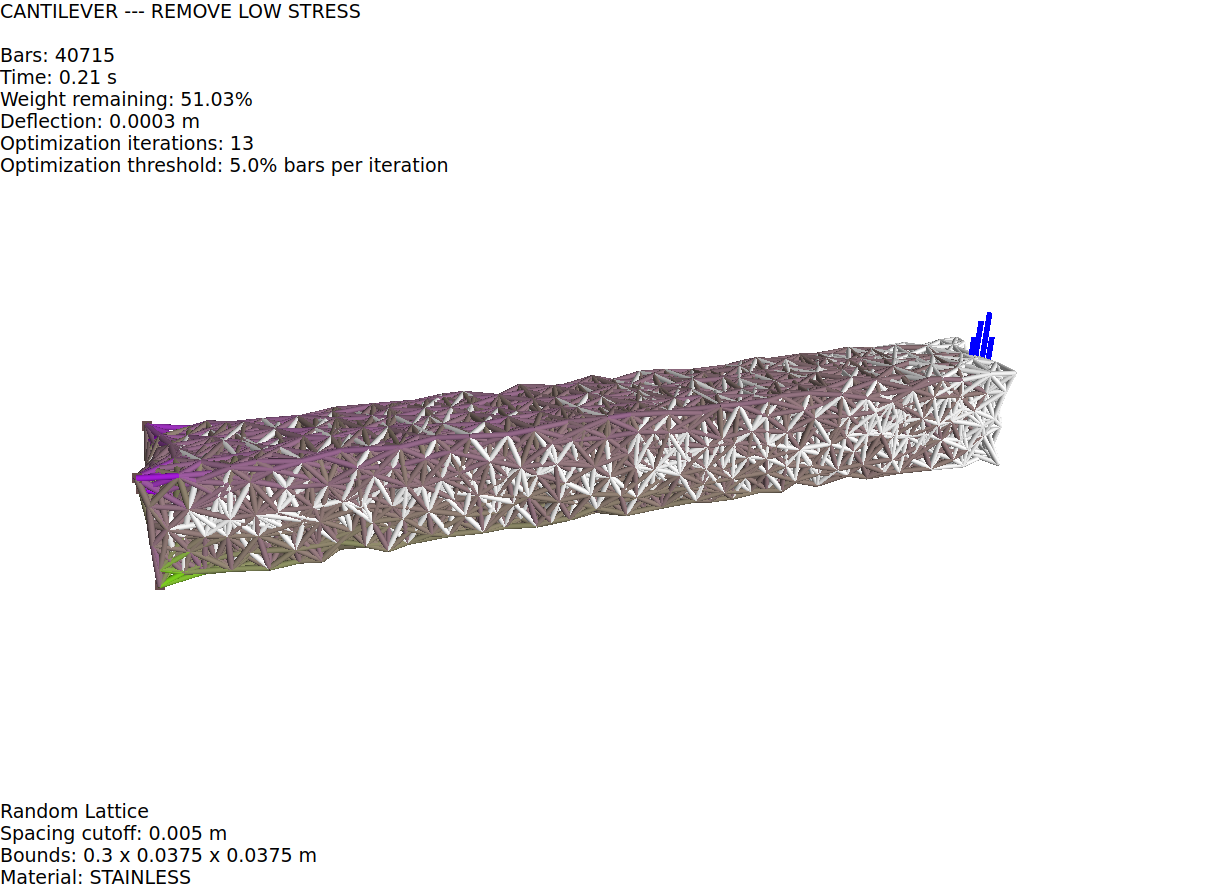 CANTILEVER --- REMOVE LOW STRESS
Bars: 40715
Time: 0.21 s
Weight remaining: 51.03%
Deflection: 0.0003 m
Optimization iterations: 13
Optimization threshold: 5.0% bars per iteration
Random Lattice
Spacing cutoff: 0.005 m
Bounds: 0.3 x 0.0375 x 0.0375 m
Material: STAINLESS